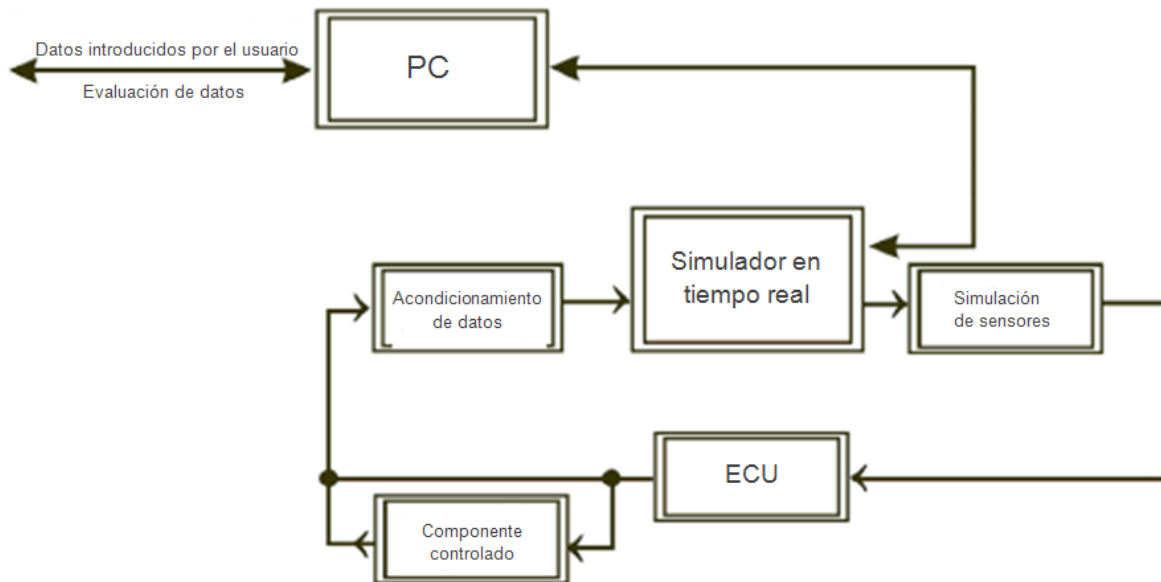 Datos introducidos por el usuario
Evaluación de datos
PC
Simulador en
tiempo real
Acondicionamiento
de datos
Simulación
de sensores
ECU
Componente
controlado